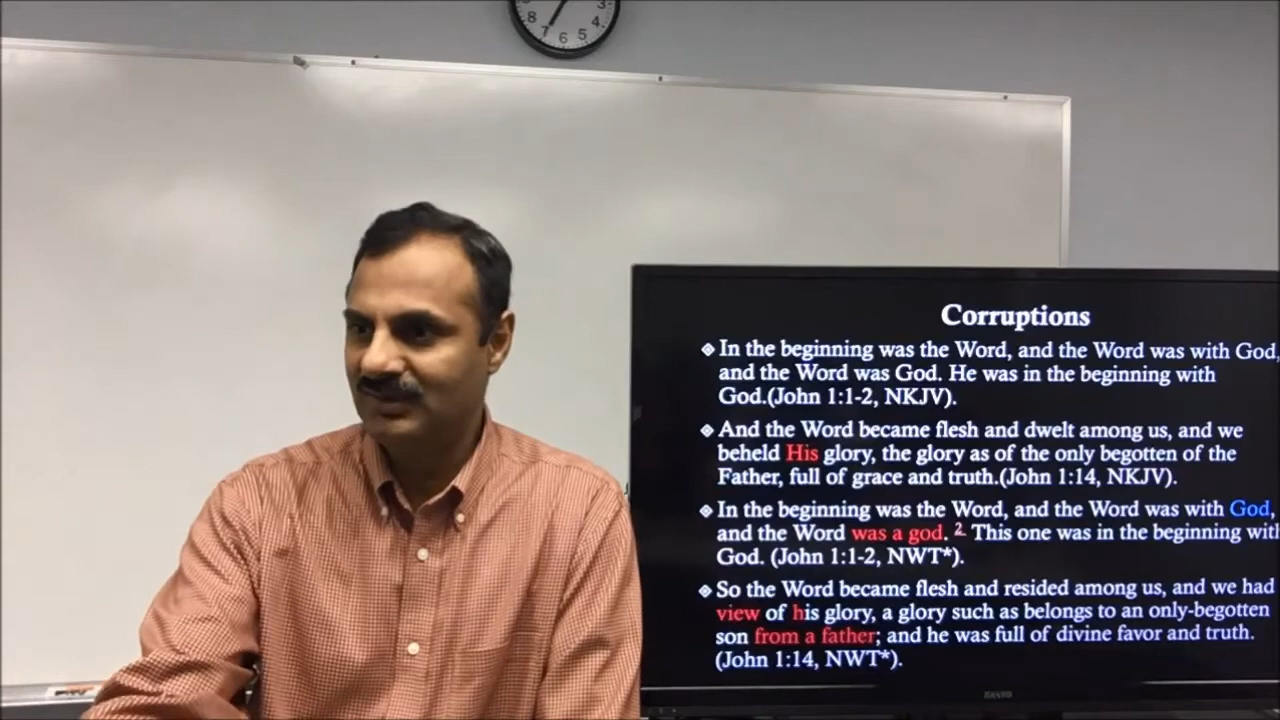 8
7
6
5
4
3
Corruptions
❖ In the beginning was the Word, and the Word was with God,
and the Word was God. He was in the beginning with
God.(John 1:1-2, NKJV).
❖ And the Word became flesh and dwelt among us, and we
beheld His glory, the glory as of the only begotten of the
Father, full of grace and truth.(John 1:14, NKJV).
❖ In the beginning was the Word, and the Word was with God,
and the Word was a god. 2 This one was in the beginning with
God. (John 1:1-2, NWT*).
❖ So the Word became flesh and resided among us, and we had
view of his glory, a glory such as belongs to an only-begotten
son from a father; and he was full of divine favor and truth.
(John 1:14, NWT*).
SANYO